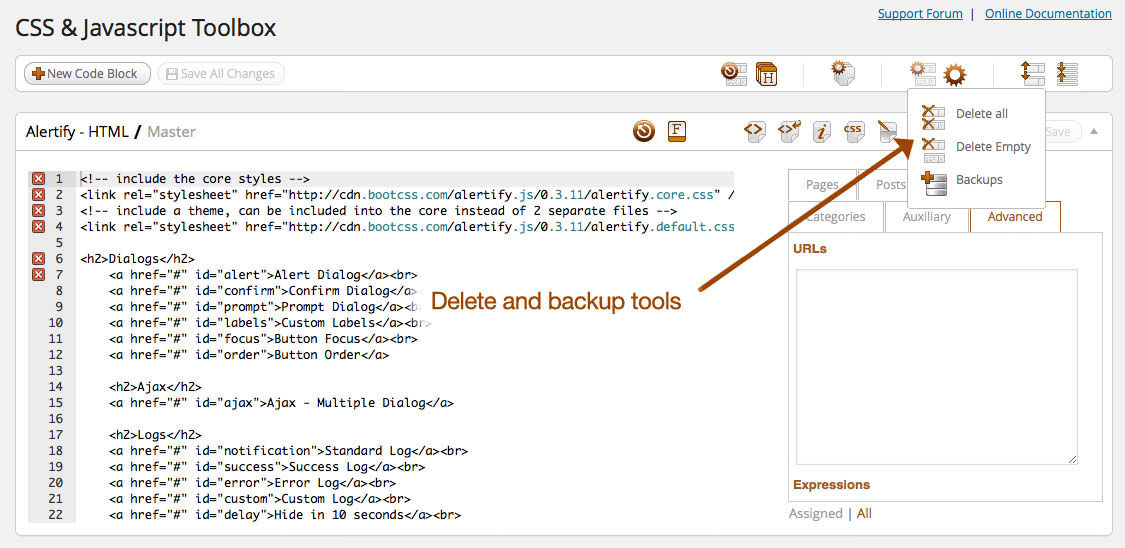 Support Forum | Online Documentation
CSS & Javascript Toolbox
New Code Block Save All Changes
H
Delete all
Delete Empty
Backups
Alertify - HTML / Master
F
<> <> i css
Save
1 <!-- include the core styles -->
2 <link rel="stylesheet" href="http://cdn.bootcss.com/alertify.js/0.3.11/alertify.core.css" /
3 <!-- include a theme, can be included into the core instead of 2 separate files -->
4 <link rel="stylesheet" href="http://cdn.bootcss.com/alertify.js/0.3.11/alertify.default.css
5
6 <h2>Dialogs</h2>
7 <a href="#" id="alert">Alert Dialog</a><br>
8 <a href="#" id="confirm">Confirm Dialog</a>
9 <a href="#" id="prompt">Prompt Dialog</a><b
10 <a href="#" id="labels">Custom Labels</a><br>
11 <a href="#" id="focus">Button Focus</a><br>
12 <a href="#" id="order">Button Order</a>
13
14 <h2>Ajax</h2>
15 <a href="#" id="ajax">Ajax - Multiple Dialog</a>
16
17 <h2>Logs</h2>
18 <a href="#" id="notification">Standard Log</a><br>
19 <a href="#" id="success">Success Log</a><br>
20 <a href="#" id="error">Error Log</a><br>
21 <a href="#" id="custom">Custom Log</a><br>
22 <a href="#" id="delay">Hide in 10 seconds</a><br>
Delete and backup tools
Pages Posts
Categories Auxiliary Advanced
URLs
Expressions
Assigned | All